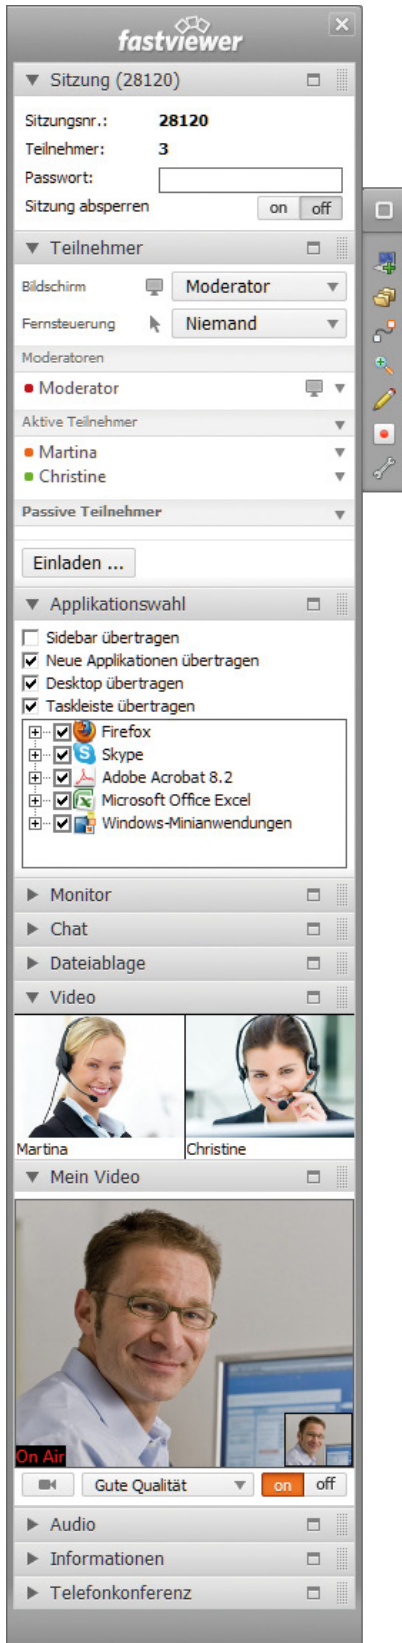 fastviewer
Sitzung (28120)
Sitzungsnr.: 28120
Teilnehmer: 3
Passwort:
Sitzung absperren on off
Teilnehmer
Bildschirm Moderator
Fernsteuerung Niemand
Moderatoren
Moderator
Aktive Teilnehmer
Martina
Christine
Passive Teilnehmer
Einladen ...
Applikationswahl
Sidebar übertragen
Neue Applikationen übertragen
Desktop übertragen
Taskleiste übertragen
Firefox
Skype
Adobe Acrobat 8.2
Microsoft Office Excel
Windows-Minianwendungen
Monitor
Chat
Dateiablage
Video
Martina Christine
Mein Video
On Air
Gute Qualität on off
Audio
Informationen
Telefonkonferenz